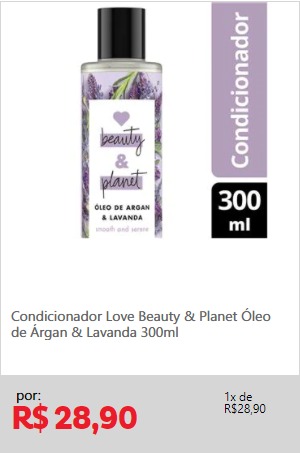 beauty
&
planet
ÓLEO DE ARGAN
& LAVANDA
smooth and serene
Condicionador
300
ml
Condicionador Love Beauty & Planet Óleo
de Árgan & Lavanda 300ml
por:
R$ 28,90
1x de
R$28,90